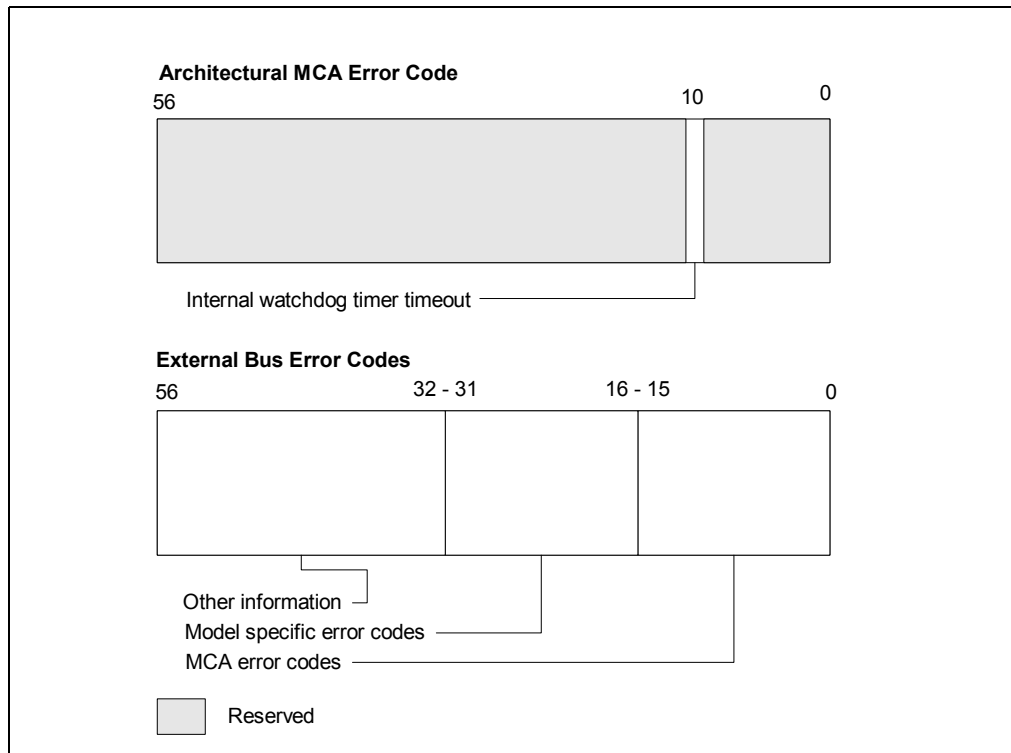 Architectural MCA Error Code
56 10 0
Internal watchdog timer timeout
External Bus Error Codes
56 32 - 31 16 - 15 0
Other information
Model specific error codes
MCA error codes
Reserved